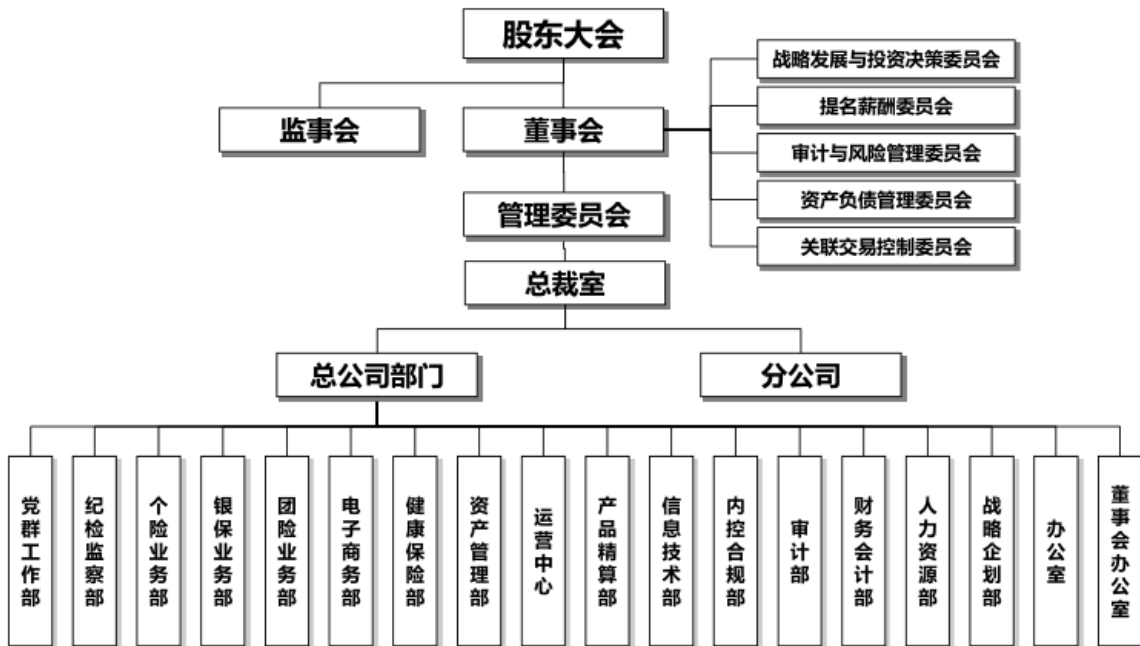 股东大会
战略发展与投资决策委员会
提名薪酬委员会
监事会
董事会
审计与风险管理委员会
资产负债管理委员会
管理委员会
关联交易控制委员会
总裁室
总公司部门
分公司
党群工作部
纪检监察部
个险业务部
银保业务部
团险业务部
电子商务部
健康保险部
资产管理部
运营中心
产品精算部
信息技术部
内控合规部
审计部
财务会计部
人力资源部
战略企划部
办公室
董事会办公室